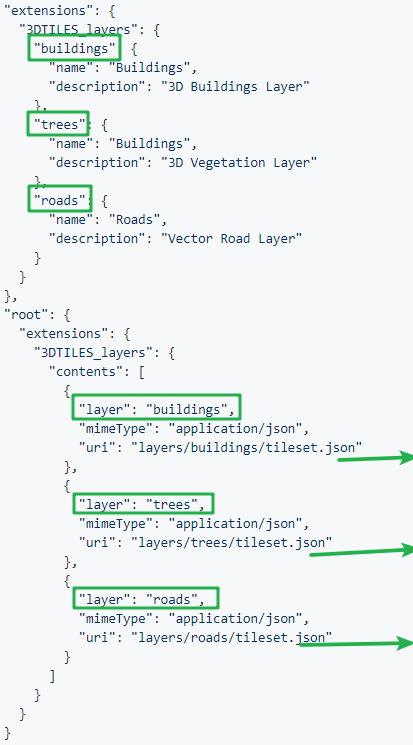 "extensions": {
  "3DTILES_layers": {
    "buildings": {
      "name": "Buildings",
      "description": "3D Buildings Layer"
    },
    "trees": {
      "name": "Buildings",
      "description": "3D Vegetation Layer"
    },
    "roads": {
      "name": "Roads",
      "description": "Vector Road Layer"
    }
  }
},
"root": {
  "extensions": {
    "3DTILES_layers": {
      "contents": [
        {
          "layer": "buildings",
          "mimeType": "application/json",
          "uri": "layers/buildings/tileset.json"
        },
        {
          "layer": "trees",
          "mimeType": "application/json",
          "uri": "layers/trees/tileset.json"
        },
        {
          "layer": "roads",
          "mimeType": "application/json",
          "uri": "layers/roads/tileset.json"
        }
      ]
    }
  }
}